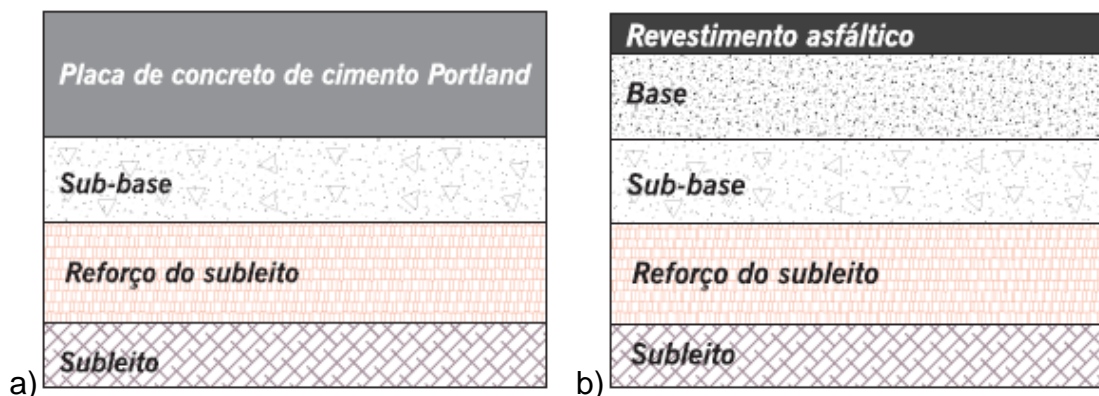 Placa de concreto de cimento Portland
Sub-base
Reforço do subleito
Subleito
a)
Revestimento asfáltico
Base
Sub-base
Reforço do subleito
Subleito
b)